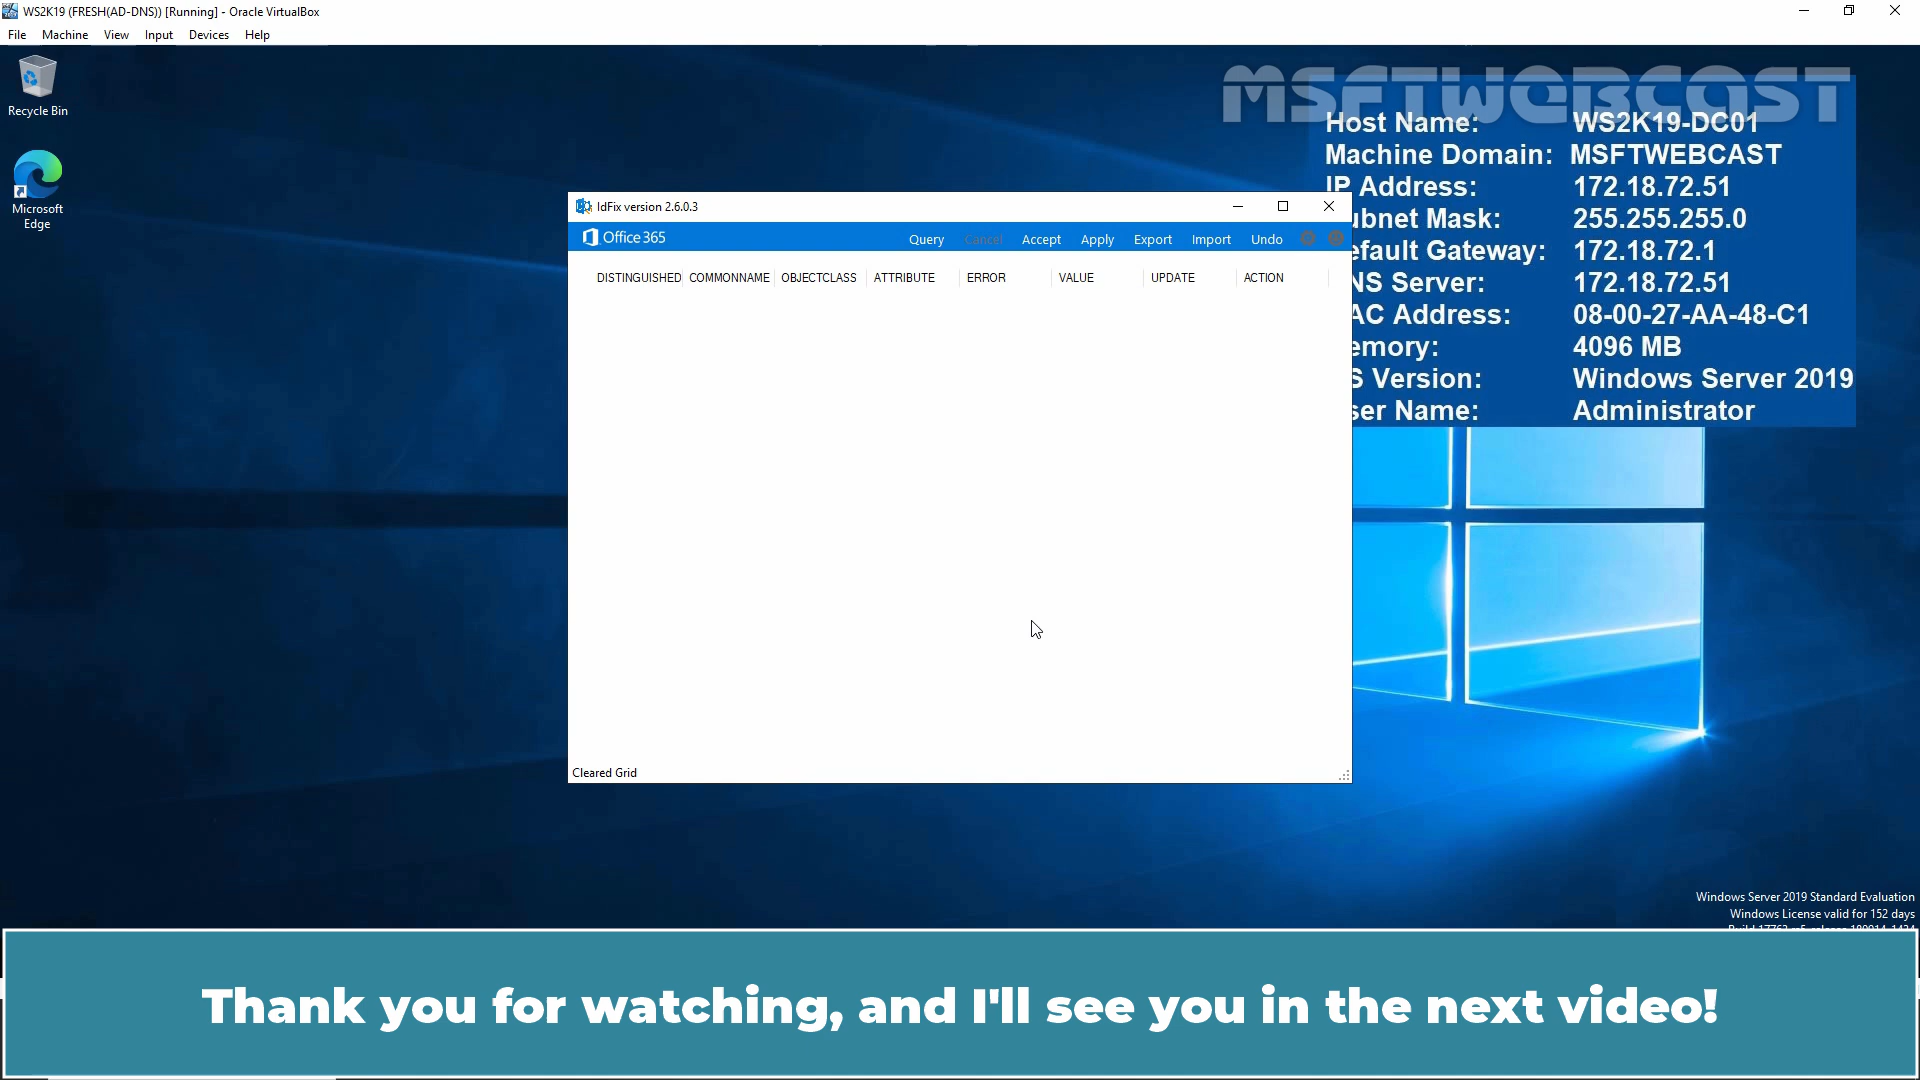 WS2K19 (FRESH(AD-DNS)) [Running] - Oracle VirtualBox
File Machine View Input Devices Help
Recycle Bin
Microsoft
Edge
MSFTWEBCAST
Host Name: WS2K19-DC01
Machine Domain: MSFTWEBCAST
IP Address: 172.18.72.51
ubnet Mask: 255.255.255.0
efault Gateway: 172.18.72.1
NS Server: 172.18.72.51
AC Address: 08-00-27-AA-48-C1
emory: 4096 MB
S Version: Windows Server 2019
ser Name: Administrator
IdFix version 2.6.0.3
Office 365
Query Cancel Accept Apply Export Import Undo
DISTINGUISHED COMMONNAME OBJECTCLASS ATTRIBUTE ERROR VALUE UPDATE ACTION
Cleared Grid
Windows Server 2019 Standard Evaluation
Windows License valid for 152 days
Thank you for watching, and I'll see you in the next video!